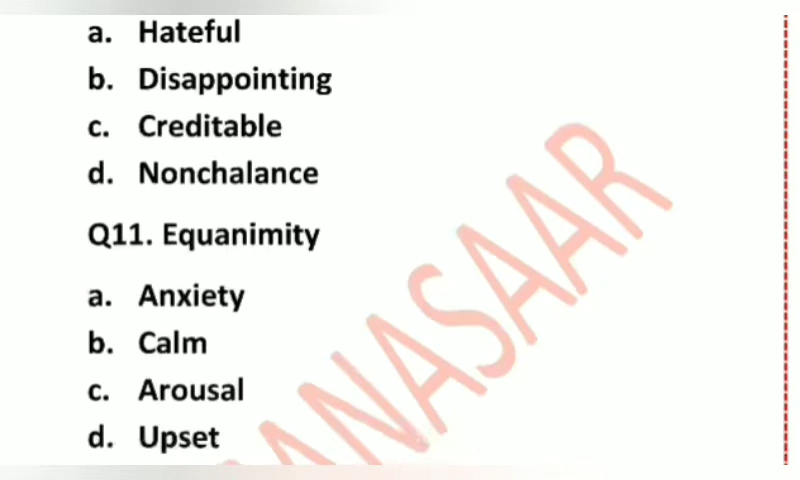 a. Hateful
b. Disappointing
c. Creditable
d. Nonchalance
Q11. Equanimity
a. Anxiety
b. Calm
c. Arousal
d. Upset